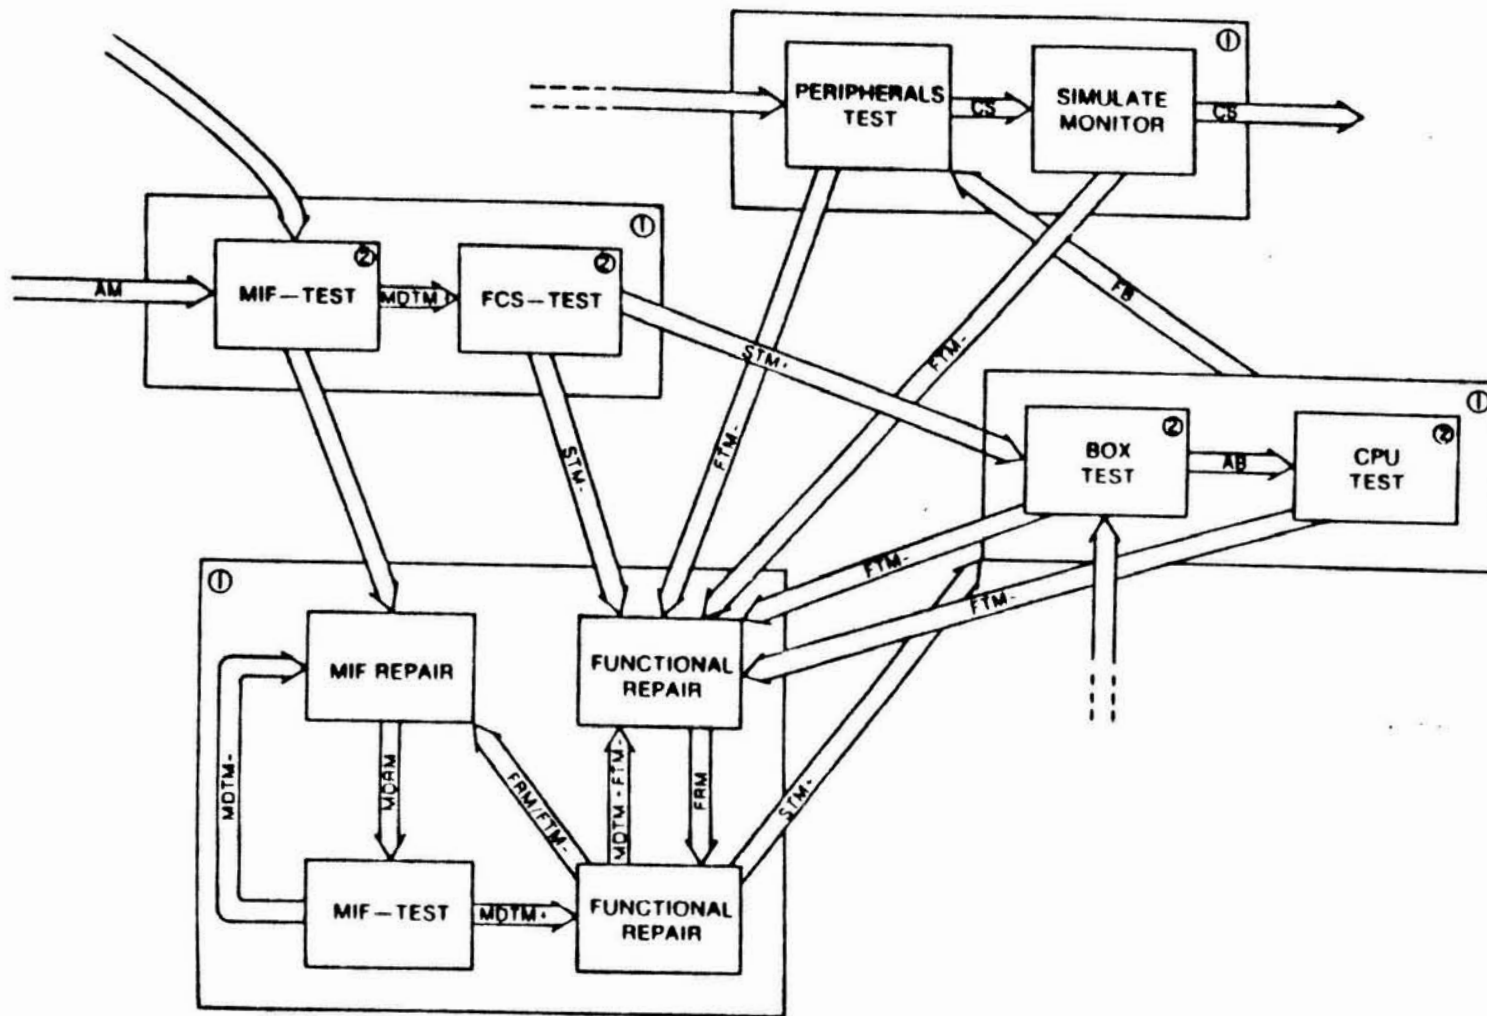 ①
PERIPHERALS
TEST
CS
SIMULATE
MONITOR
CS
①
②
MIF-TEST
AM
MDTM+
②
FCS-TEST
STM+
FB
FTM-
FTM-
STM-
①
②
BOX
TEST
AB
②
CPU
TEST
FTM-
FTM-
①
MIF REPAIR
FUNCTIONAL
REPAIR
MDTM-
MDRM
FRM/FTM-
MDTM+FTM-
FRM
STM+
MIF-TEST
MDTM+
FUNCTIONAL
REPAIR